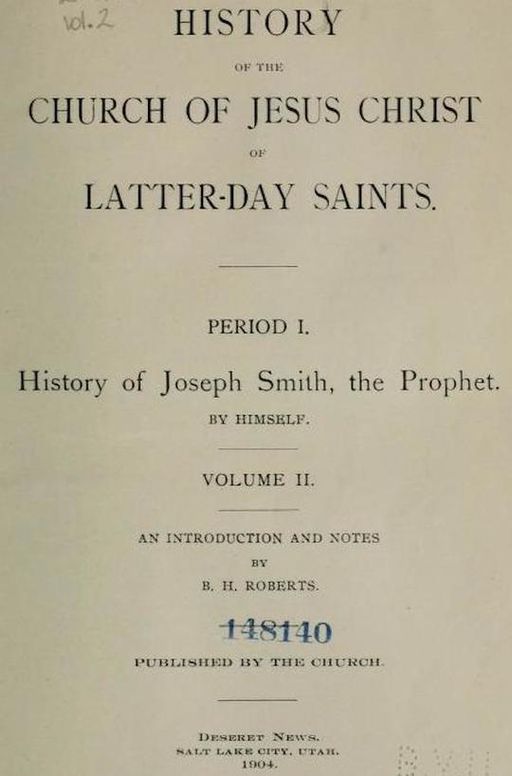 vol. 2
HISTORY
OF THE
CHURCH OF JESUS CHRIST
OF
LATTER-DAY SAINTS.
PERIOD I.
History of Joseph Smith, the Prophet.
BY HIMSELF.
VOLUME II.
AN INTRODUCTION AND NOTES
BY
B. H. ROBERTS.
148140
PUBLISHED BY THE CHURCH.
DESERET NEWS.
SALT LAKE CITY, UTAH.
1904.